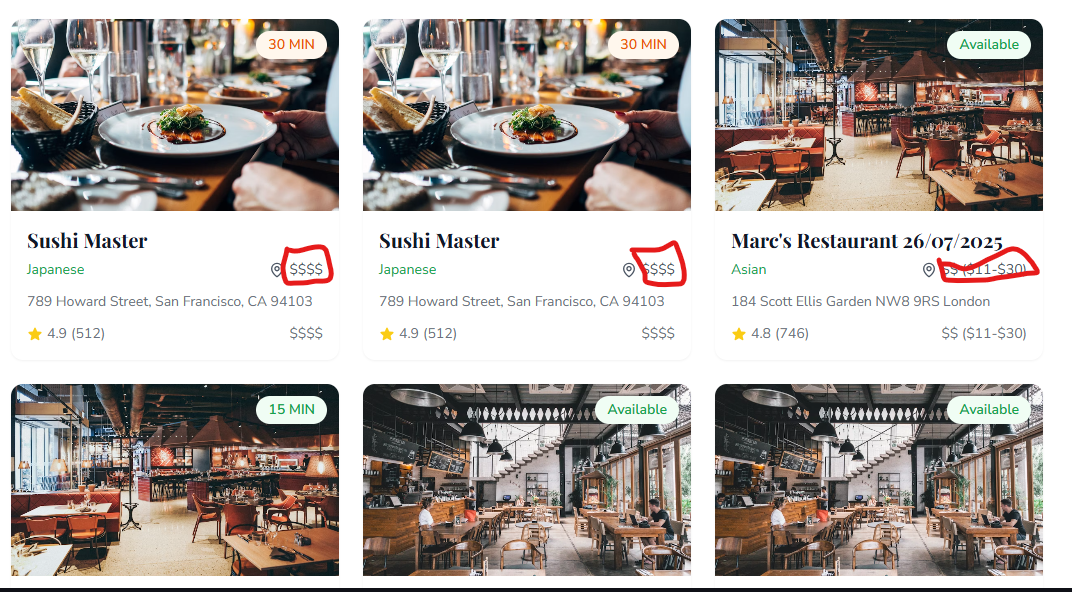 30 MIN
30 MIN
Available
Sushi Master
Sushi Master
Marc's Restaurant 26/07/2025
Japanese
$$$$
Japanese
$$$$
Asian
$$ ($11-$30)
789 Howard Street, San Francisco, CA 94103
789 Howard Street, San Francisco, CA 94103
184 Scott Ellis Garden NW8 9RS London
4.9 (512)
$$$$
4.9 (512)
$$$$
4.8 (746)
$$ ($11-$30)
15 MIN
Available
Available